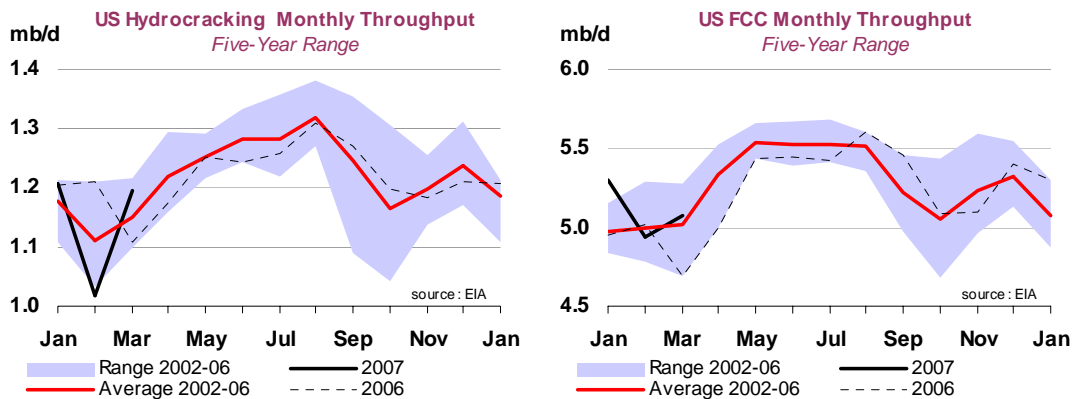 US Hydrocracking Monthly Throughput
Five-Year Range
mb/d
1.4
1.3
1.2
1.1
1.0
source : EIA
Jan Mar May Jul Sep Nov Jan
Range 2002-06 2007
Average 2002-06 2006
US FCC Monthly Throughput
Five-Year Range
mb/d
6.0
5.5
5.0
4.5
source : EIA
Jan Mar May Jul Sep Nov Jan
Range 2002-06 2007
Average 2002-06 2006